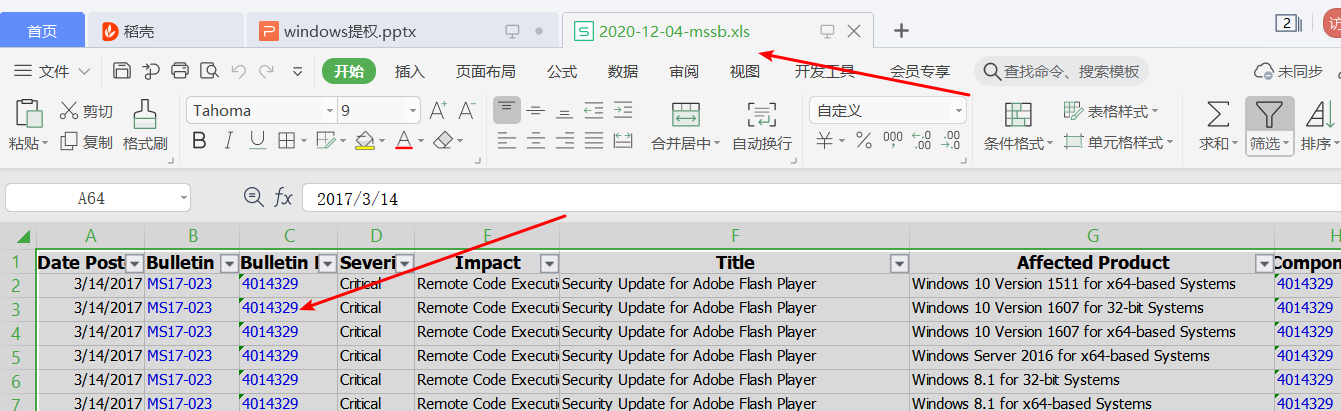 首页 稻壳 windows提权.pptx 2020-12-04-mssb.xls 2 访
文件 开始 插入 页面布局 公式 数据 审阅 视图 开发工具 会员专享 查找命令、搜索模板 未同步
剪切 Tahoma 9 A⁺ A⁻ 自定义 表格样式
粘贴 复制 格式刷 B I U A 合并居中 自动换行 ¥ % 000 ←.0 .00 .00 →.0 条件格式 单元格样式 求和 筛选 排序
A64 fx 2017/3/14
A B C D E F G H
1 Date Post Bulletin Bulletin Severi Impact Title Affected Product Compon
2 3/14/2017 MS17-023 4014329 Critical Remote Code Executi Security Update for Adobe Flash Player Windows 10 Version 1511 for x64-based Systems 4014329
3 3/14/2017 MS17-023 4014329 Critical Remote Code Executi Security Update for Adobe Flash Player Windows 10 Version 1607 for 32-bit Systems 4014329
4 3/14/2017 MS17-023 4014329 Critical Remote Code Executi Security Update for Adobe Flash Player Windows 10 Version 1607 for x64-based Systems 4014329
5 3/14/2017 MS17-023 4014329 Critical Remote Code Executi Security Update for Adobe Flash Player Windows Server 2016 for x64-based Systems 4014329
6 3/14/2017 MS17-023 4014329 Critical Remote Code Executi Security Update for Adobe Flash Player Windows 8.1 for 32-bit Systems 4014329
7 3/14/2017 MS17-023 4014329 Critical Remote Code Executi Security Update for Adobe Flash Player Windows 8.1 for x64-based Systems 4014329